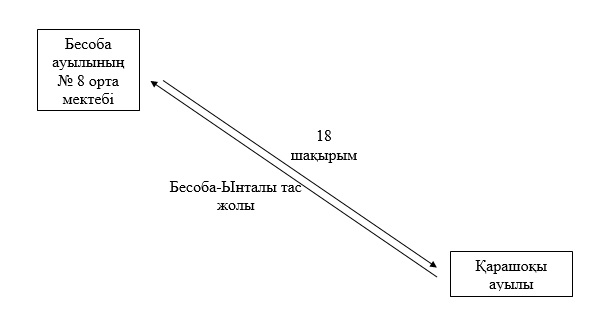 Бесоба
ауылының
№ 8 орта
мектебі
18
шақырым
Бесоба-Ынталы тас
жолы
Қарашоқы
ауылы